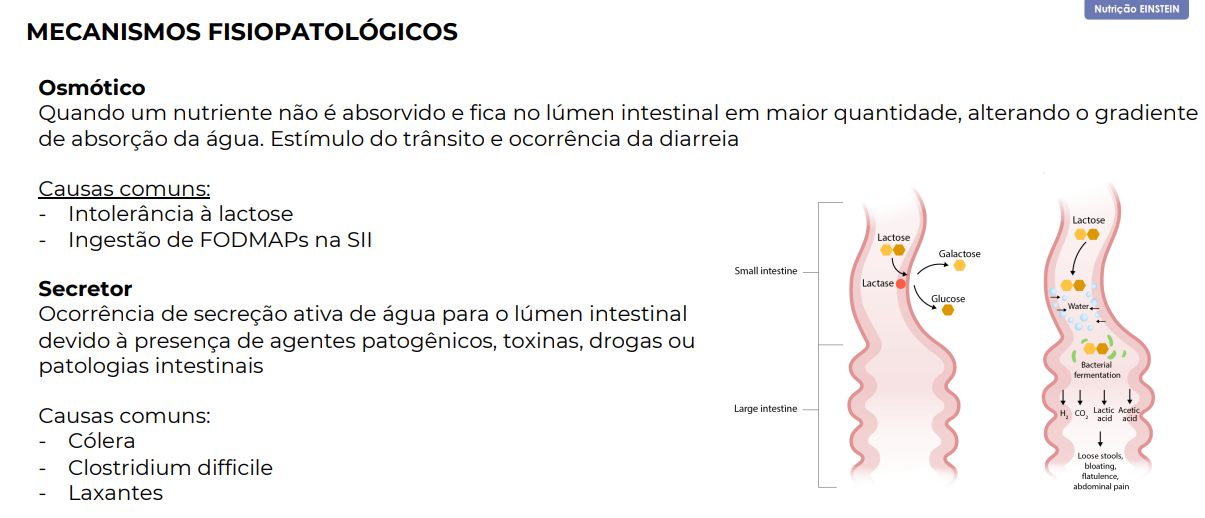 Nutrição EINSTEIN
MECANISMOS FISIOPATOLÓGICOS
Osmótico
Quando um nutriente não é absorvido e fica no lúmen intestinal em maior quantidade, alterando o gradiente
de absorção da água. Estímulo do trânsito e ocorrência da diarreia
Causas comuns:
- Intolerância à lactose
- Ingestão de FODMAPs na SII
Secretor
Ocorrência de secreção ativa de água para o lúmen intestinal
devido à presença de agentes patogênicos, toxinas, drogas ou
patologias intestinais
Causas comuns:
- Cólera
- Clostridium difficile
- Laxantes
Small intestine
Large intestine
Lactose
Lactase
Galactose
Glucose
Lactose
Water
Bacterial
fermentation
H₂ CO₂ Lactic Acetic
acid acid
Loose stools,
bloating,
flatulence,
abdominal pain